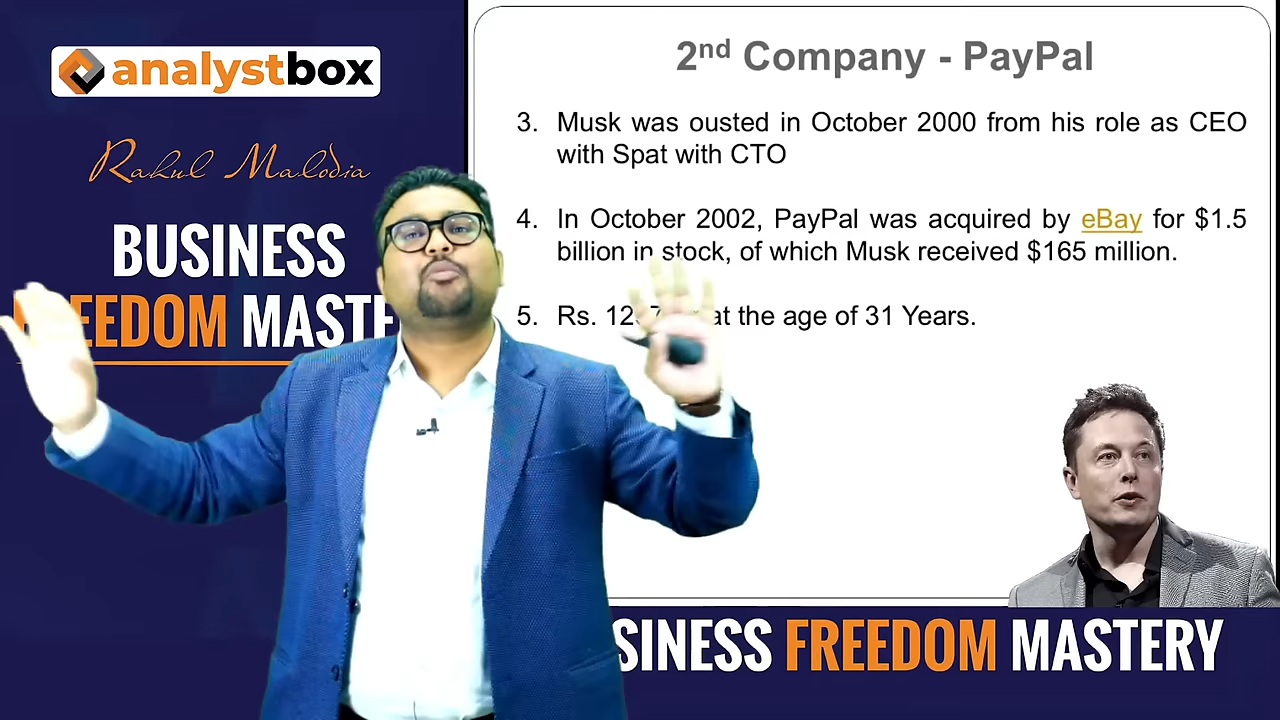 analystbox
Rahul Malodia
BUSINESS
MASTE
2nd Company - PayPal
3. Musk was ousted in October 2000 from his role as CEO
with Spat with CTO
4. In October 2002, PayPal was acquired by eBay for $1.5
billion in stock, of which Musk received $165 million.
5. Rs. at the age of 31 Years.
SINESS FREEDOM MASTERY